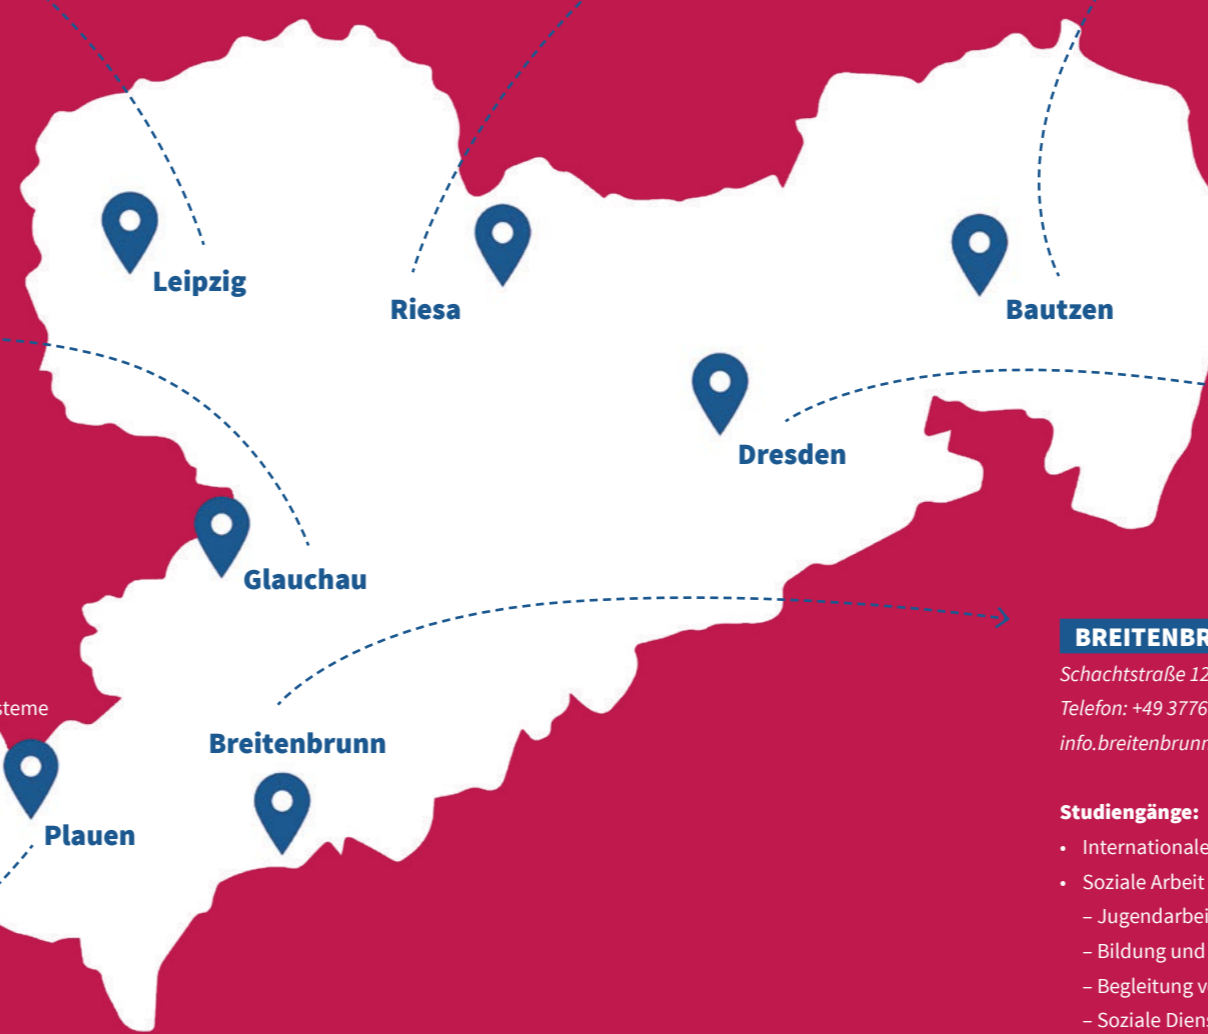 Leipzig
Riesa
Bautzen
Dresden
Glauchau
Breitenbrunn
Plauen
steme
BREITENBR
Schachtstraße 12
Telefon: +49 3776
info.breitenbrunn
Studiengänge:
• Internationale
• Soziale Arbeit
– Jugendarbei
– Bildung und
– Begleitung v
– Soziale Diens